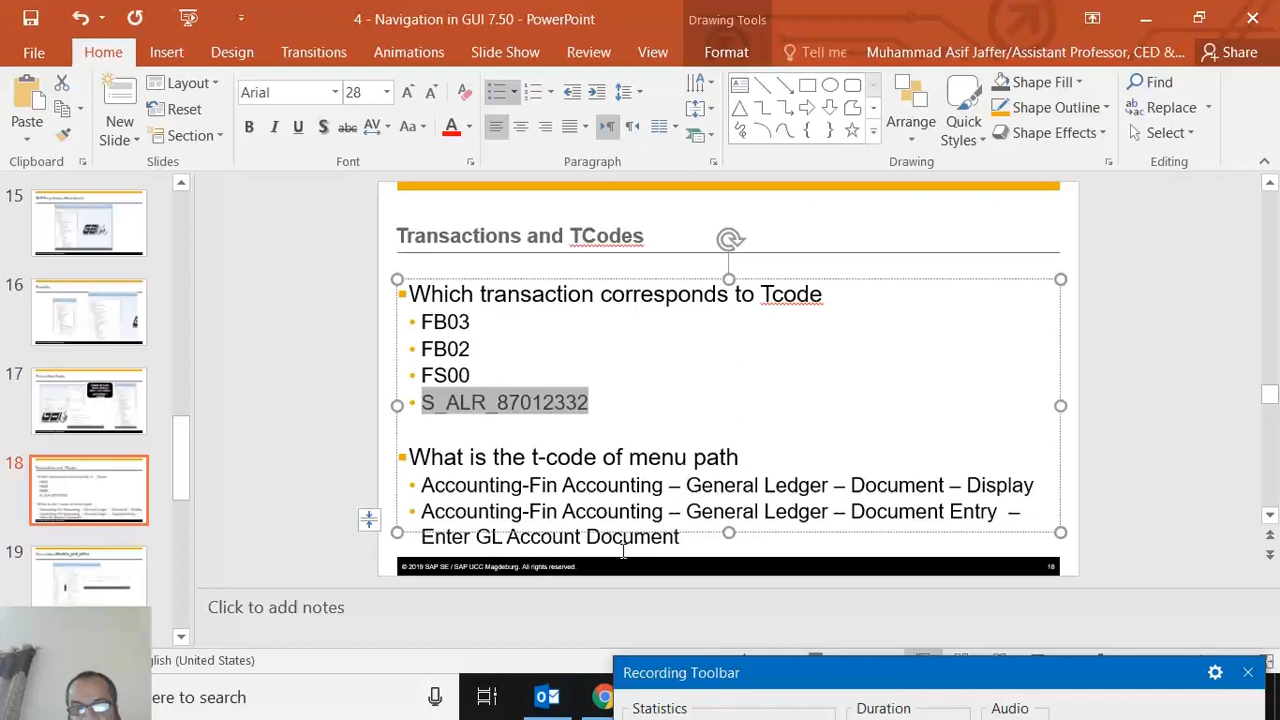 4 - Navigation in GUI 7.50 - PowerPoint
Drawing Tools
File
Home
Insert
Design
Transitions
Animations
Slide Show
Review
View
Format
Tell me
Muhammad Asif Jaffer/Assistant Professor, CED &...
Share
Paste
Clipboard
New
Slide
Layout
Reset
Section
Slides
Arial
28
Font
Paragraph
Arrange
Quick
Styles
Shape Fill
Shape Outline
Shape Effects
Drawing
Find
Replace
Select
Editing
15
16
17
18
19
Transactions and TCodes
Which transaction corresponds to Tcode
FB03
FB02
FS00
S_ALR_87012332
What is the t-code of menu path
Accounting-Fin Accounting – General Ledger – Document – Display
Accounting-Fin Accounting – General Ledger – Document Entry –
Enter GL Account Document
© 2019 SAP SE / SAP UCC Magdeburg. All rights reserved.
18
Click to add notes
glish (United States)
to search
Recording Toolbar
Statistics
Duration
Audio